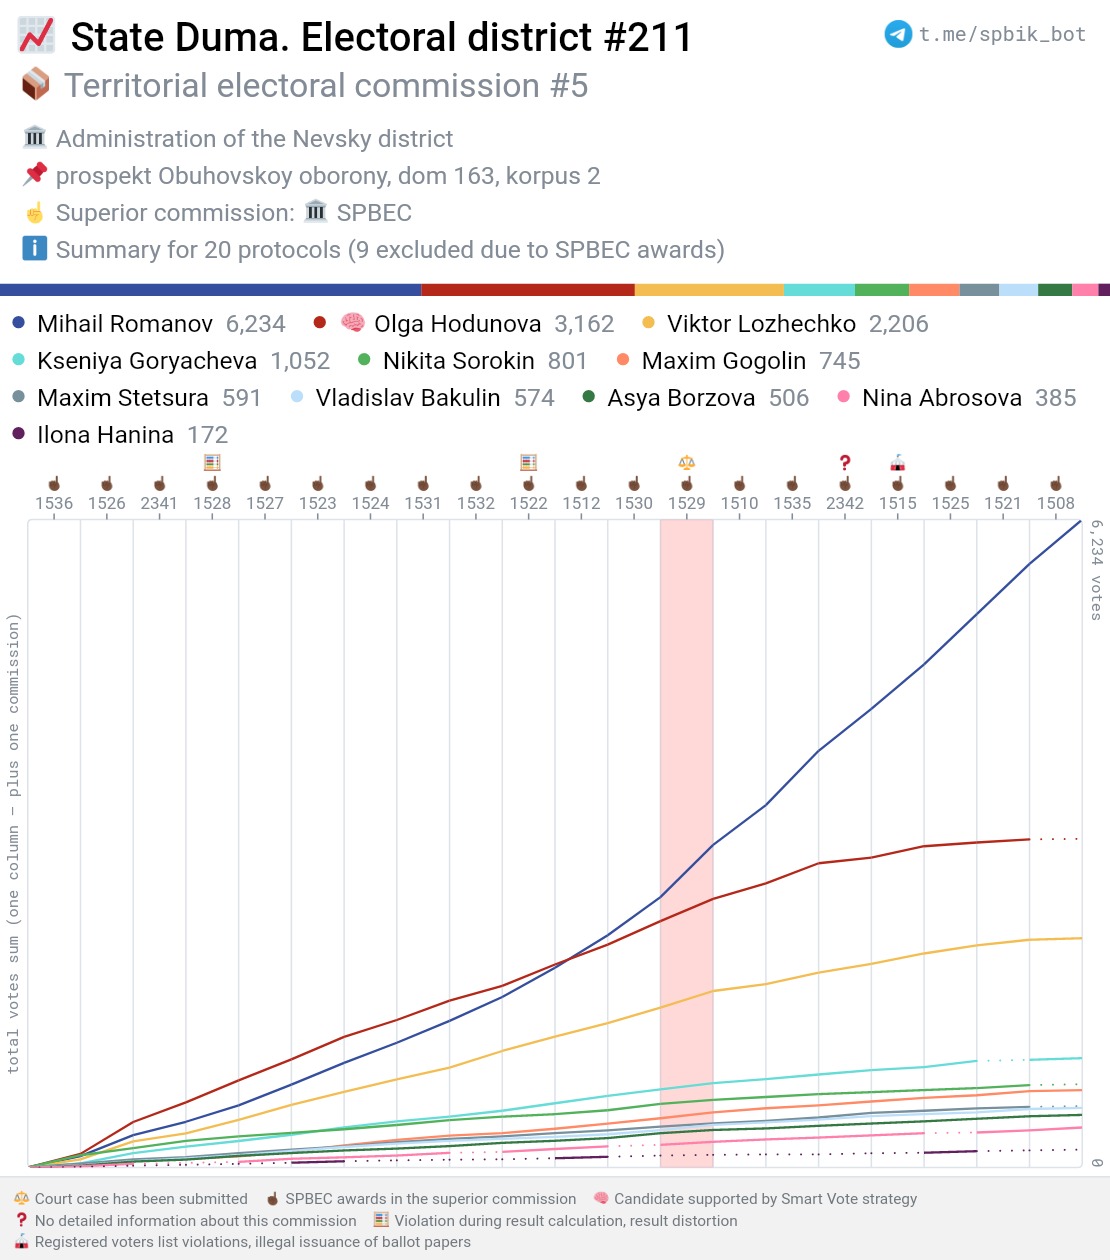 State Duma. Electoral district #211
t.me/spbik_bot
Territorial electoral commission #5
Administration of the Nevsky district
prospekt Obuhovskoy oborony, dom 163, korpus 2
Superior commission: SPBEC
Summary for 20 protocols (9 excluded due to SPBEC awards)
Mihail Romanov 6,234 Olga Hodunova 3,162 Viktor Lozhechko 2,206
Kseniya Goryacheva 1,052 Nikita Sorokin 801 Maxim Gogolin 745
Maxim Stetsura 591 Vladislav Bakulin 574 Asya Borzova 506 Nina Abrosova 385
Ilona Hanina 172
1536 1526 2341 1528 1527 1523 1524 1531 1532 1522 1512 1530 1529 1510 1535 2342 1515 1525 1521 1508
6,234 votes
total votes sum (one column – plus one commission)
0
Court case has been submitted SPBEC awards in the superior commission Candidate supported by Smart Vote strategy
No detailed information about this commission Violation during result calculation, result distortion
Registered voters list violations, illegal issuance of ballot papers